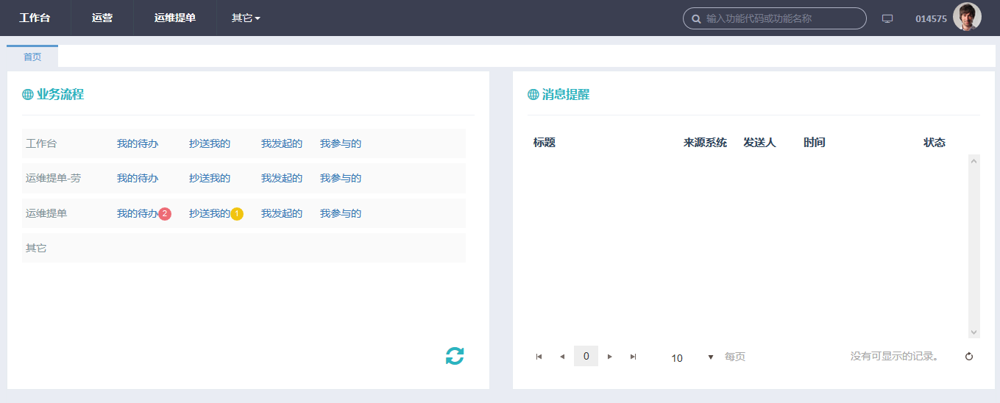 工作台 运营 运维提单 其它 输入功能代码或功能名称 014575
首页
业务流程
工作台 我的待办 抄送我的 我发起的 我参与的
运维提单-劳 我的待办 抄送我的 我发起的 我参与的
运维提单 我的待办 2 抄送我的 1 我发起的 我参与的
其它
消息提醒
标题 来源系统 发送人 时间 状态
0 10 每页 没有可显示的记录。